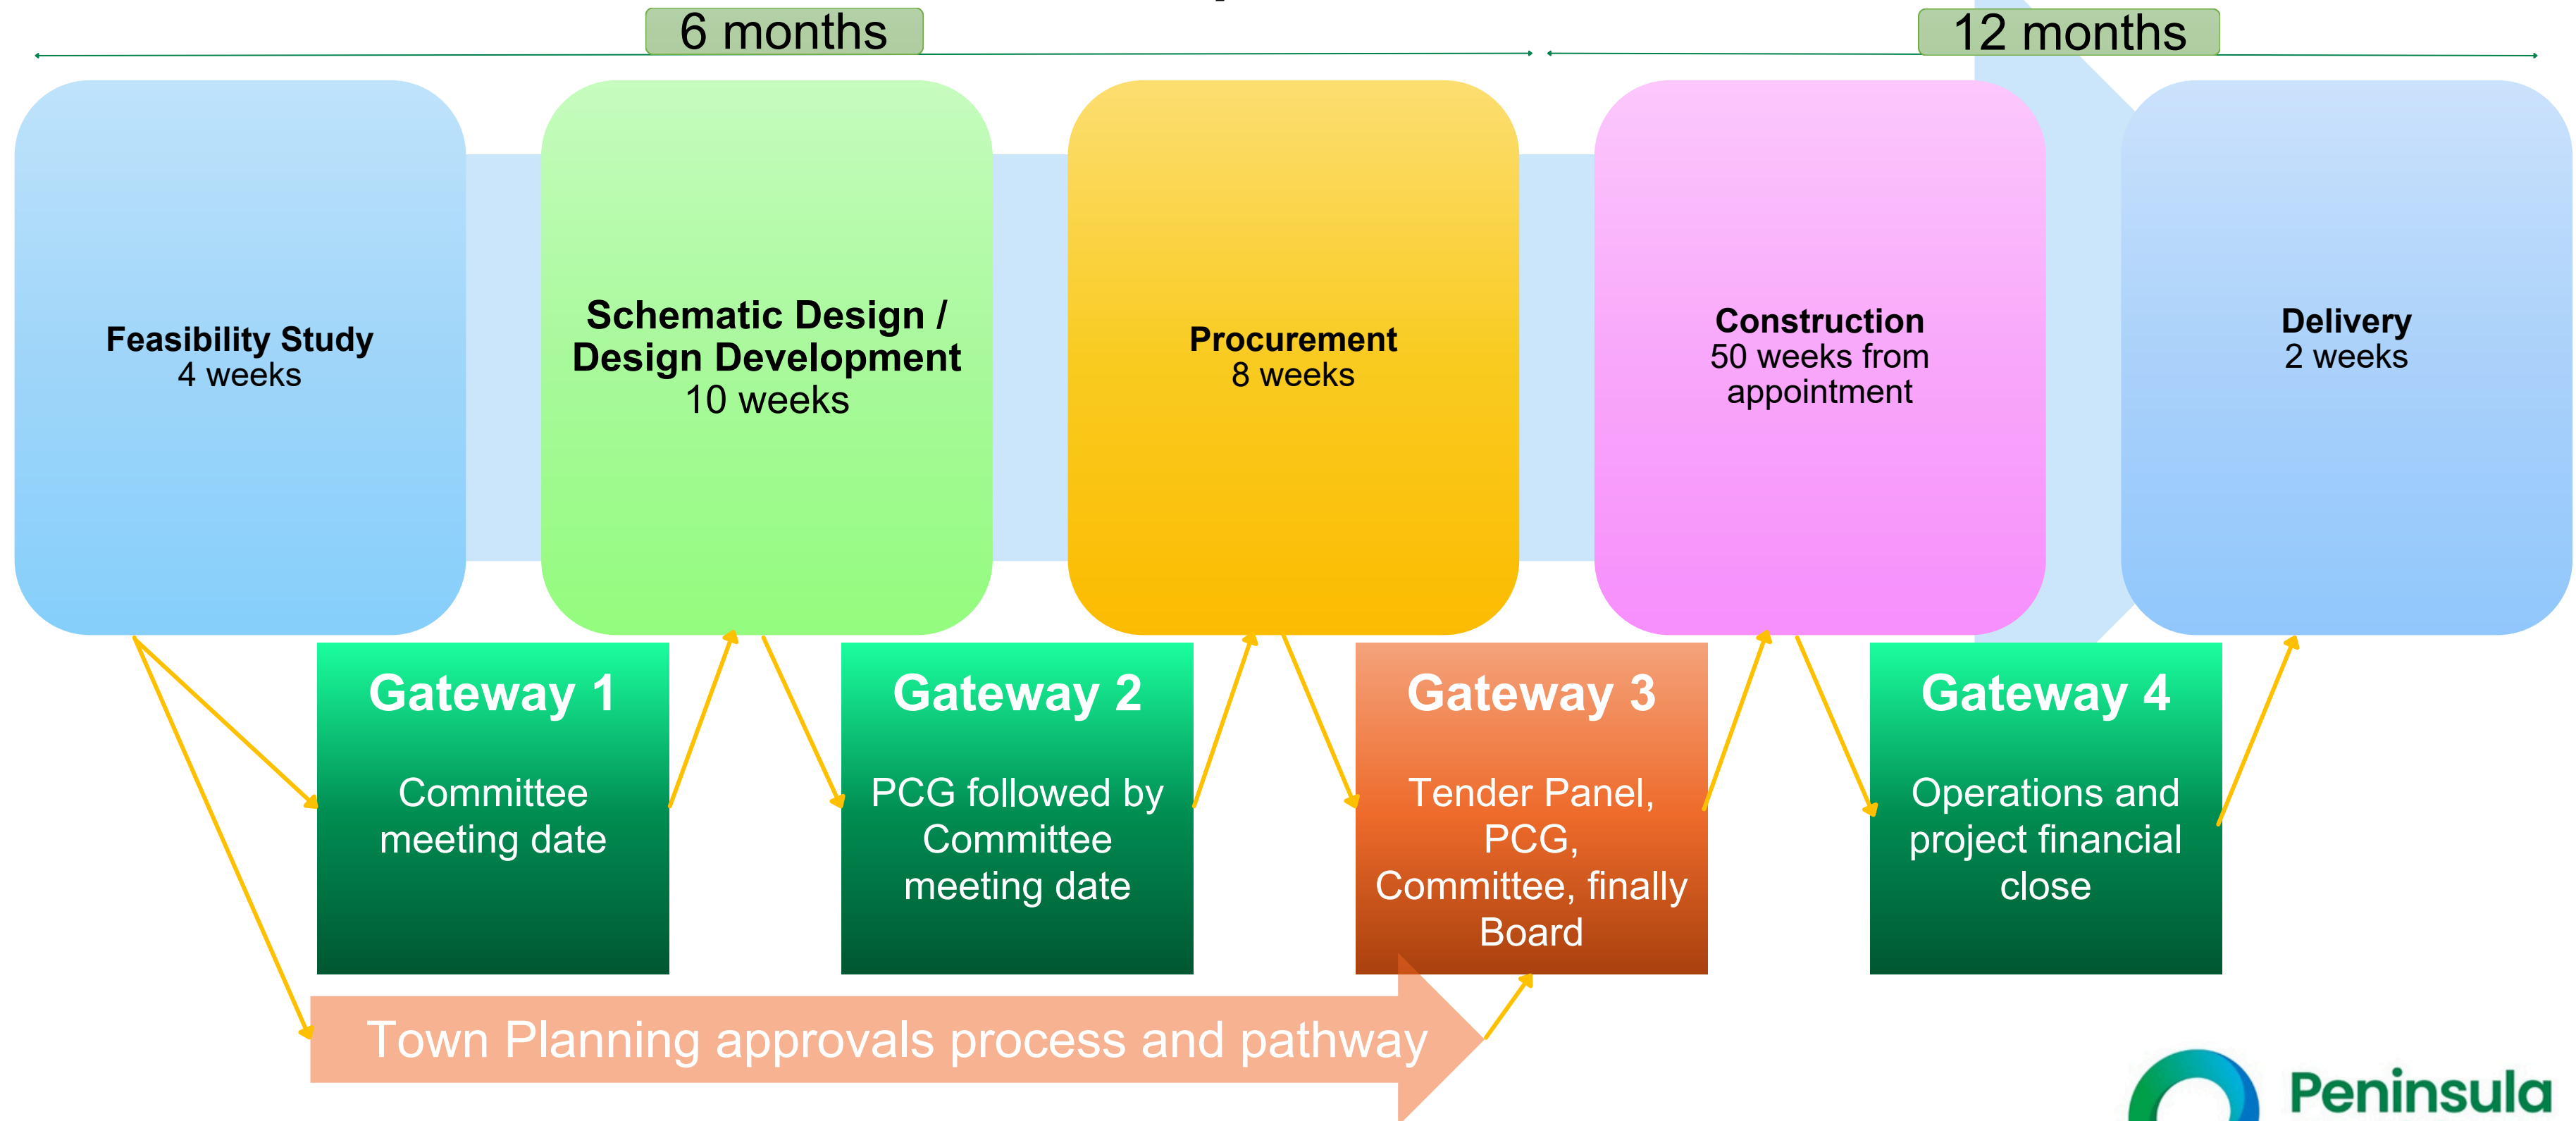 6 months
12 months
Feasibility Study
4 weeks
Schematic Design /
Design Development
10 weeks
Procurement
8 weeks
Construction
50 weeks from
appointment
Delivery
2 weeks
Gateway 1
Committee
meeting date
Gateway 2
PCG followed by
Committee
meeting date
Gateway 3
Tender Panel,
PCG,
Committee, finally
Board
Gateway 4
Operations and
project financial
close
Town Planning approvals process and pathway
Peninsula